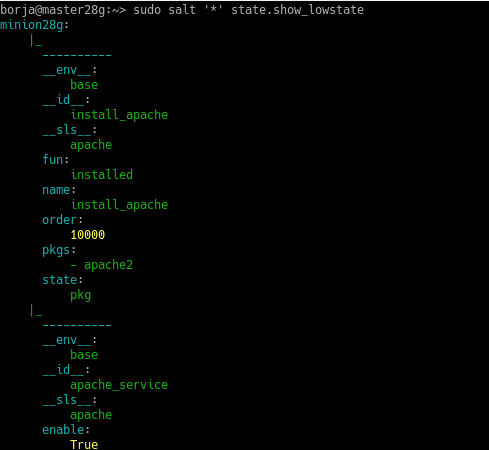 borja@master28g:~> sudo salt '*' state.show_lowstate
minion28g:
    |_
      ----------
      __env__:
          base
      __id__:
          install_apache
      __sls__:
          apache
      fun:
          installed
      name:
          install_apache
      order:
          10000
      pkgs:
          - apache2
      state:
          pkg
    |_
      ----------
      __env__:
          base
      __id__:
          apache_service
      __sls__:
          apache
      enable:
          True